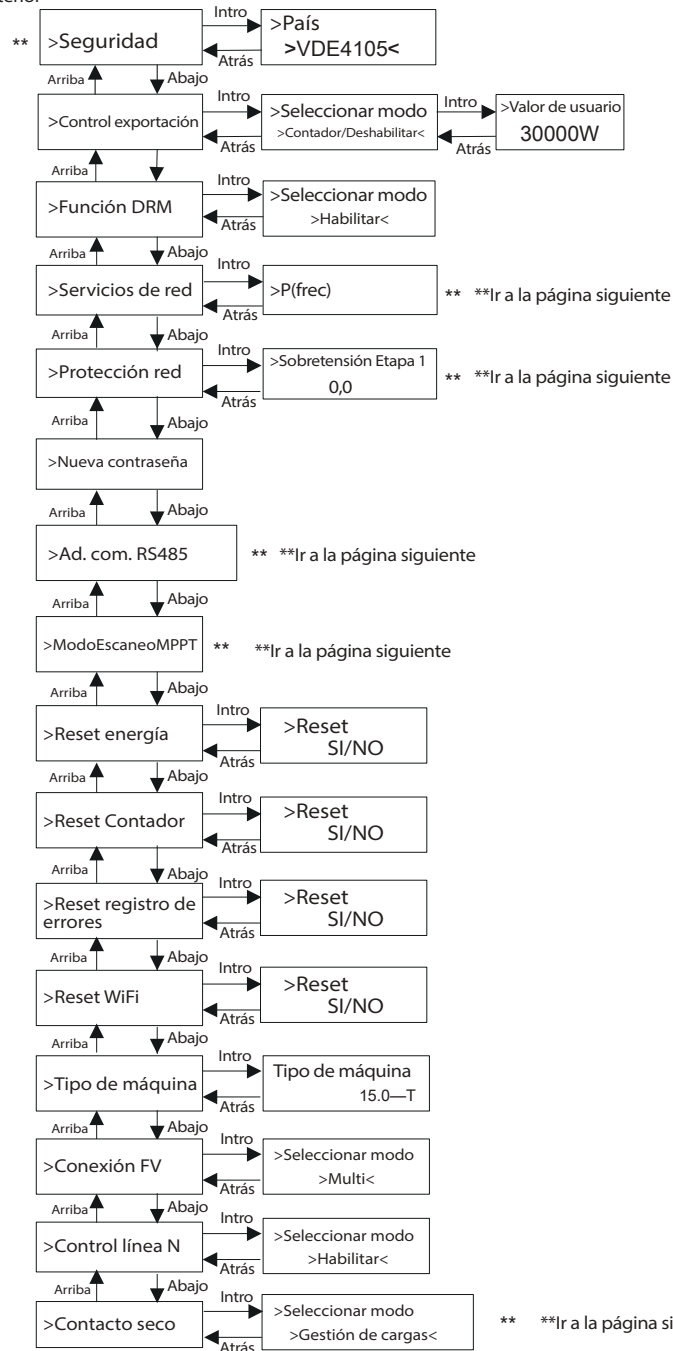 ** >Seguridad Intro >País
>VDE4105<
Atrás
Arriba Abajo
>Control exportación Intro >Seleccionar modo Intro >Valor de usuario
>Contador/Deshabilitar< 30000W
Atrás Atrás
Arriba
>Función DRM Intro >Seleccionar modo
>Habilitar<
Atrás
Arriba Abajo
>Servicios de red Intro >P(frec) ** **Ir a la página siguiente
Atrás
Arriba Abajo
>Protección red Intro >Sobretensión Etapa 1 ** **Ir a la página siguiente
0,0
Atrás
Arriba Abajo
>Nueva contraseña
Arriba Abajo
>Ad. com. RS485 ** **Ir a la página siguiente
Arriba Abajo
>ModoEscaneoMPPT ** **Ir a la página siguiente
Arriba Abajo
>Reset energía Intro >Reset
SI/NO
Atrás
Arriba Abajo
>Reset Contador Intro >Reset
SI/NO
Atrás
Arriba Abajo
>Reset registro de
errores Intro >Reset
SI/NO
Atrás
Arriba Abajo
>Reset WiFi Intro >Reset
SI/NO
Atrás
Arriba Abajo
>Tipo de máquina Intro Tipo de máquina
15.0—T
Atrás
Arriba Abajo
>Conexión FV Intro >Seleccionar modo
>Multi<
Atrás
Arriba Abajo
>Control línea N Intro >Seleccionar modo
>Habilitar<
Atrás
Arriba Abajo
>Contacto seco Intro >Seleccionar modo
>Gestión de cargas< ** **Ir a la página si
Atrás